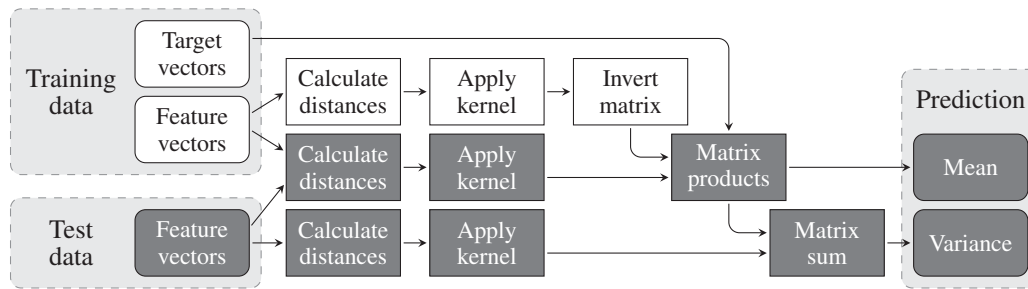 Training
data
Target
vectors
Feature
vectors
Calculate
distances
Apply
kernel
Invert
matrix
Calculate
distances
Apply
kernel
Matrix
products
Test
data
Feature
vectors
Calculate
distances
Apply
kernel
Matrix
sum
Prediction
Mean
Variance